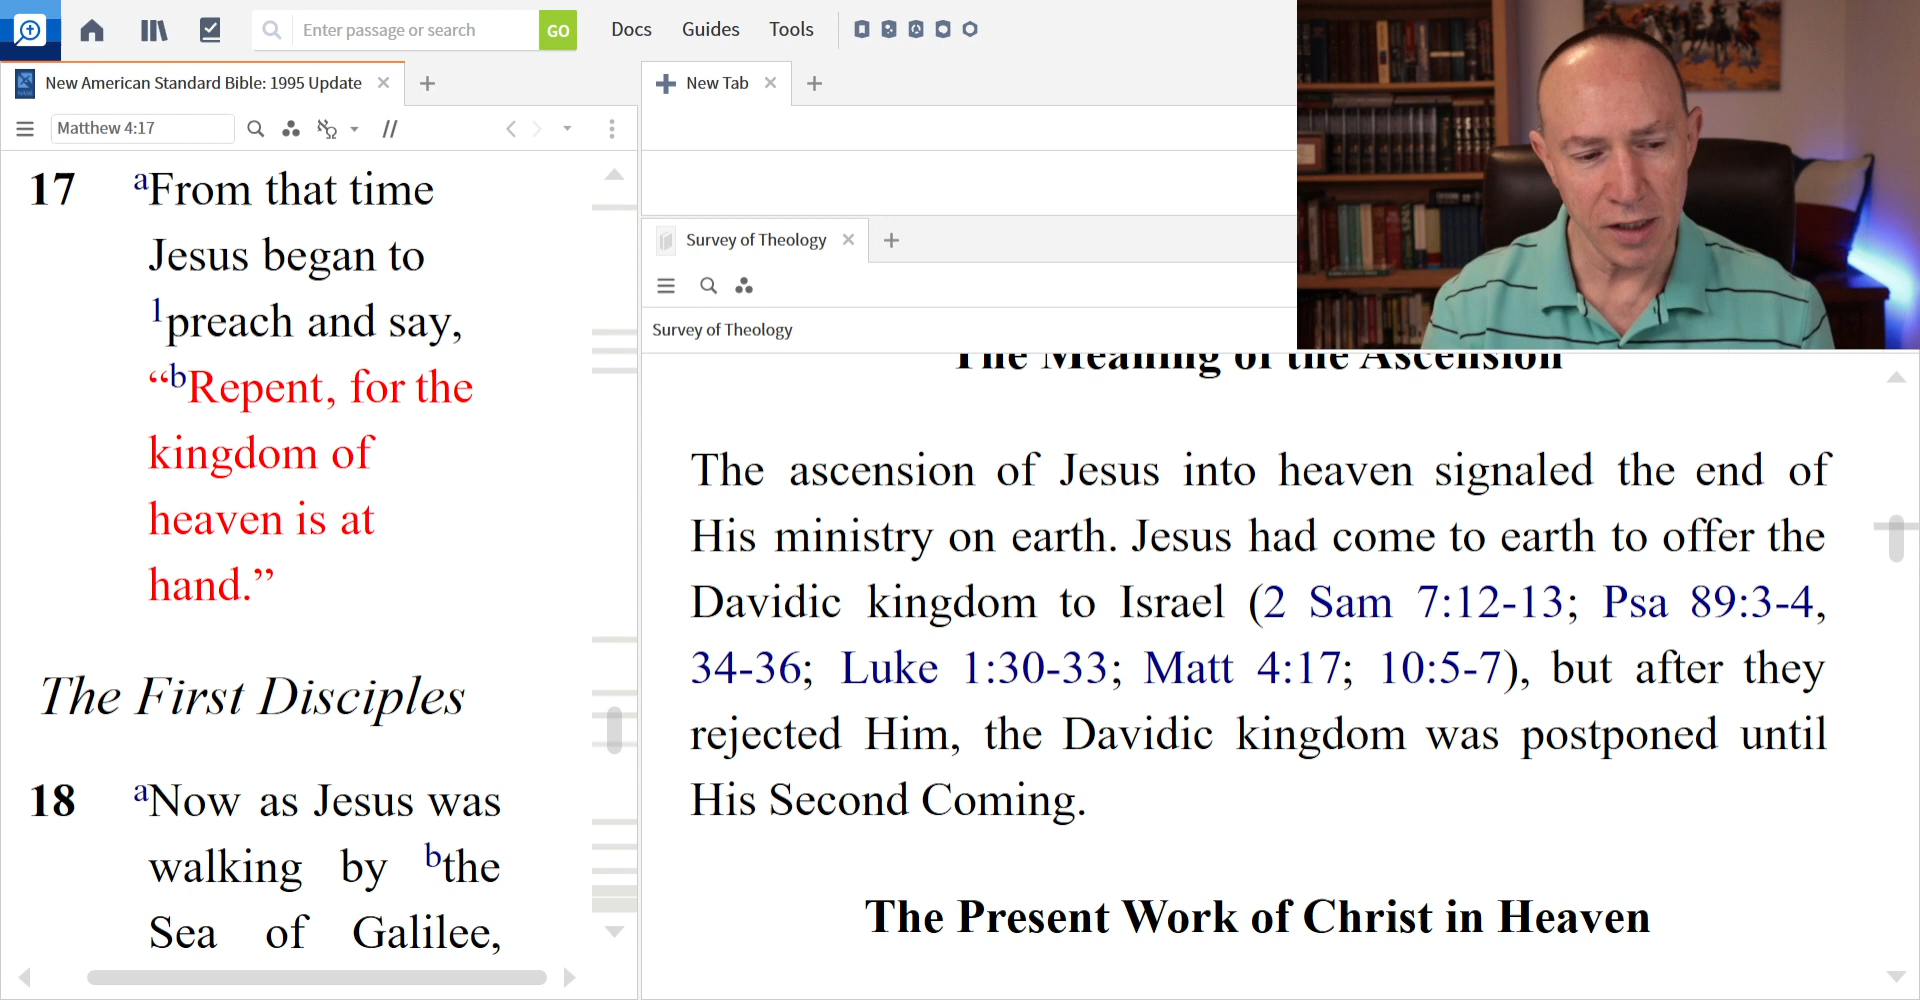 Enter passage or search
GO
Docs
Guides
Tools
New American Standard Bible: 1995 Update
New Tab
Matthew 4:17
17 aFrom that time
Jesus began to
1preach and say,
“bRepent, for the
kingdom of
heaven is at
hand.”
The First Disciples
18 aNow as Jesus was
walking by bthe
Sea of Galilee,
Survey of Theology
Survey of Theology
The Meaning of the Ascension
The ascension of Jesus into heaven signaled the end of
His ministry on earth. Jesus had come to earth to offer the
Davidic kingdom to Israel (2 Sam 7:12-13; Psa 89:3-4,
34-36; Luke 1:30-33; Matt 4:17; 10:5-7), but after they
rejected Him, the Davidic kingdom was postponed until
His Second Coming.
The Present Work of Christ in Heaven